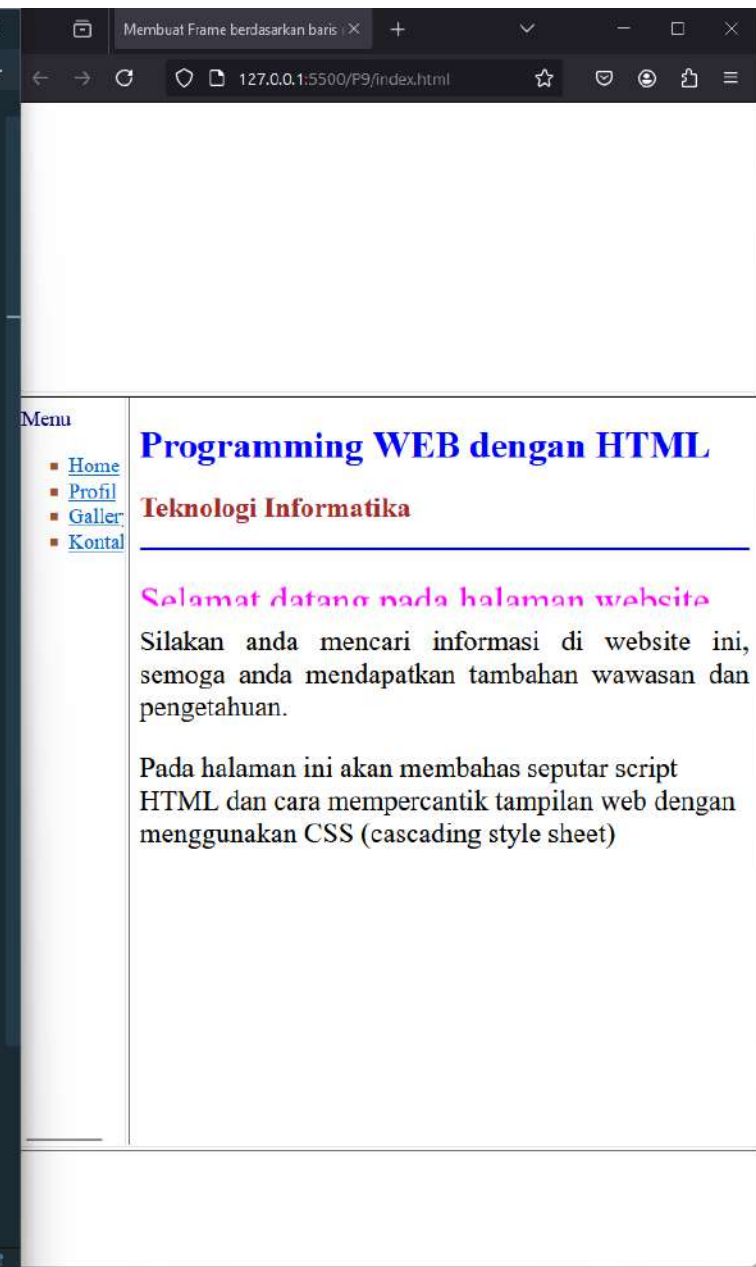 Membuat Frame berdasarkan baris
127.0.0.1:5500/P9/index.html
Menu
Home
Profil
Galler
Kontal
Programming WEB dengan HTML
Teknologi Informatika
Selamat datang pada halaman website
Silakan anda mencari informasi di website ini,
semoga anda mendapatkan tambahan wawasan dan
pengetahuan.
Pada halaman ini akan membahas seputar script
HTML dan cara mempercantik tampilan web dengan
menggunakan CSS (cascading style sheet)